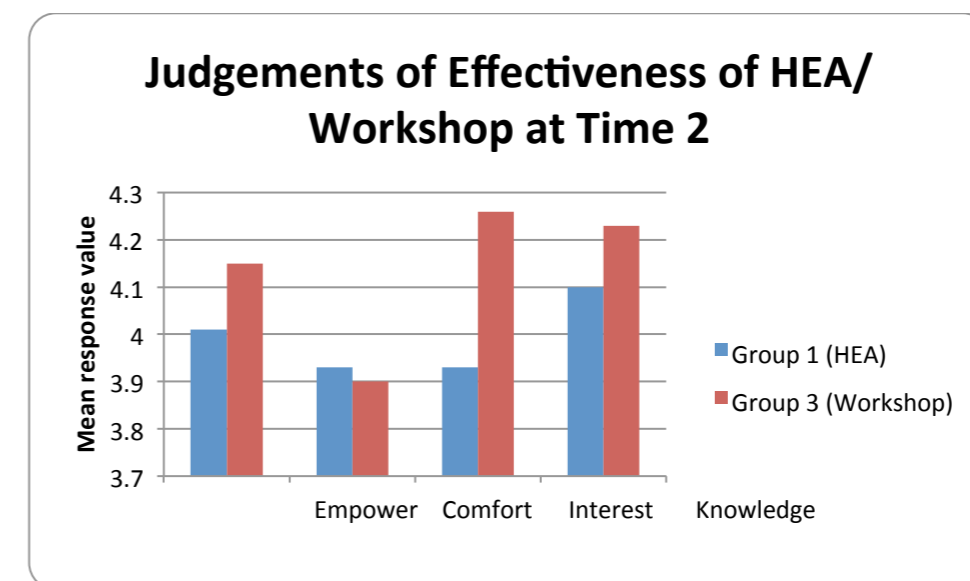 Judgements of Effectiveness of HEA/
Workshop at Time 2
Mean response value
4.3
4.2
4.1
4
3.9
3.8
3.7
Empower Comfort Interest Knowledge
Group 1 (HEA)
Group 3 (Workshop)